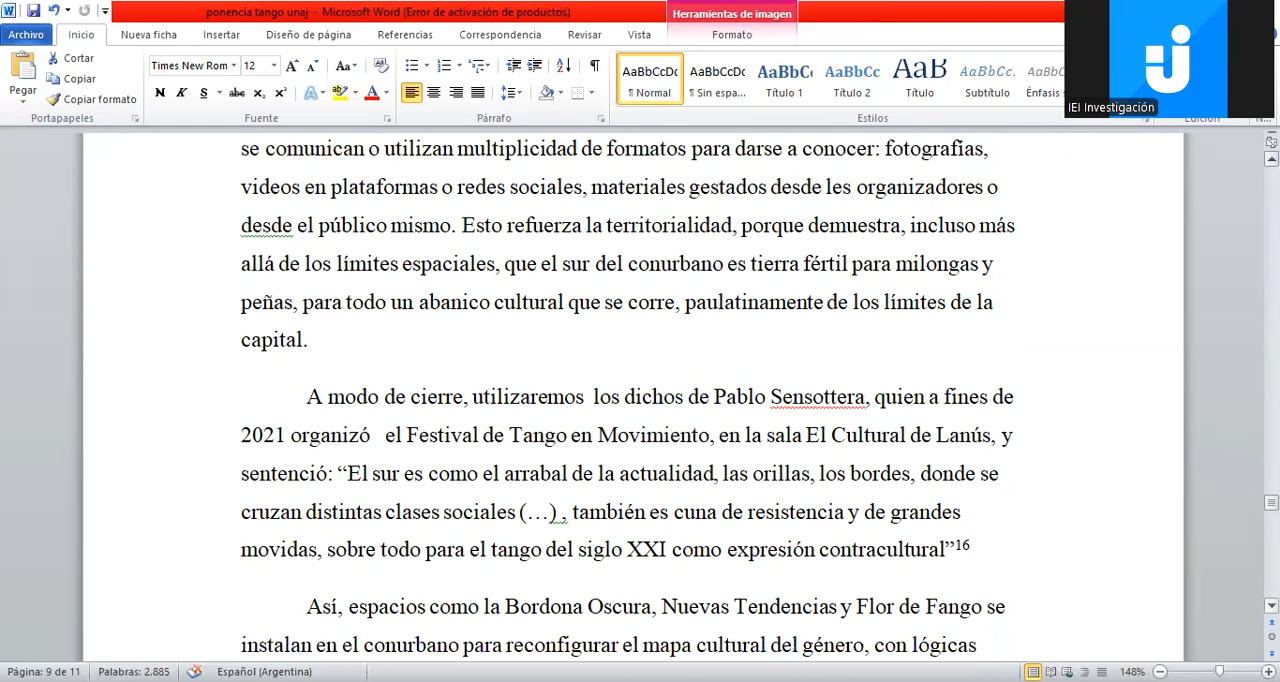 ponencia tango unaj - Microsoft Word (Error de activación de productos)
Herramientas de imagen
Archivo Inicio Nueva ficha Insertar Diseño de página Referencias Correspondencia Revisar Vista Formato
Cortar
Copiar
Copiar formato
Pegar
Times New Rom 12
Aa
N K S abc x₂ x² A ab A
AaBbCcDc AaBbCcDc AaBbC AaBbCc AaB AaBbCc. AaBbCc
¶ Normal ¶ Sin espa... Título 1 Título 2 Título Subtítulo Énfasis
Portapapeles Fuente Párrafo Estilos Edición
IEI Investigación
se comunican o utilizan multiplicidad de formatos para darse a conocer: fotografías,
videos en plataformas o redes sociales, materiales gestados desde les organizadores o
desde el público mismo. Esto refuerza la territorialidad, porque demuestra, incluso más
allá de los límites espaciales, que el sur del conurbano es tierra fértil para milongas y
peñas, para todo un abanico cultural que se corre, paulatinamente de los límites de la
capital.
A modo de cierre, utilizaremos los dichos de Pablo Sensottera, quien a fines de
2021 organizó el Festival de Tango en Movimiento, en la sala El Cultural de Lanús, y
sentenció: “El sur es como el arrabal de la actualidad, las orillas, los bordes, donde se
cruzan distintas clases sociales (…) , también es cuna de resistencia y de grandes
movidas, sobre todo para el tango del siglo XXI como expresión contracultural”16
Así, espacios como la Bordona Oscura, Nuevas Tendencias y Flor de Fango se
instalan en el conurbano para reconfigurar el mapa cultural del género, con lógicas
Página: 9 de 11 Palabras: 2.885 Español (Argentina) 148%